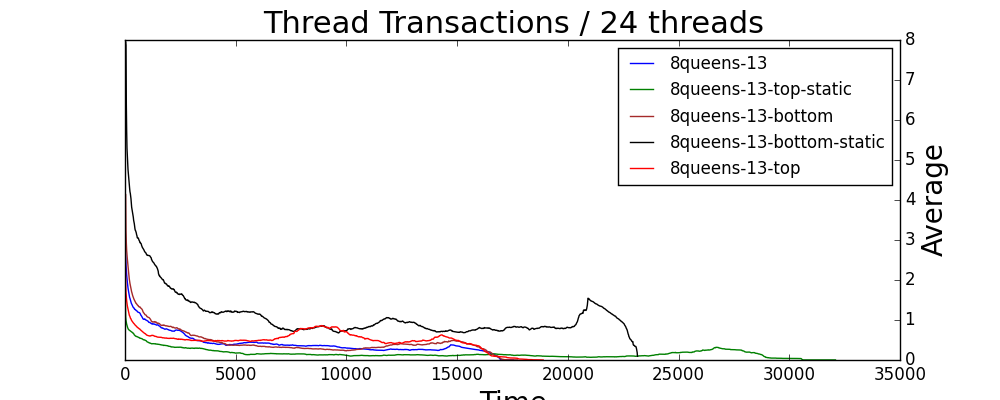 Thread Transactions / 24 threads
8queens-13
8queens-13-top-static
8queens-13-bottom
8queens-13-bottom-static
8queens-13-top
8
7
6
5
4
3
2
1
0
Average
0 5000 10000 15000 20000 25000 30000 35000
Time